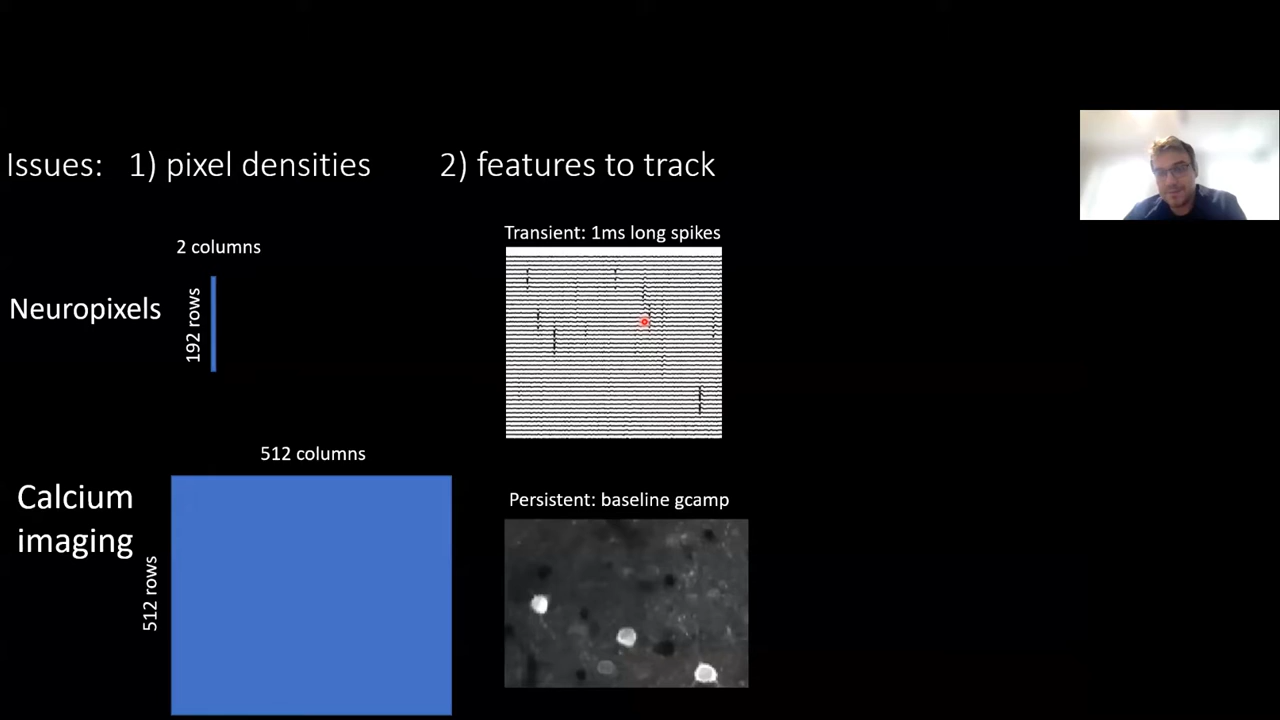 Issues: 1) pixel densities 2) features to track
2 columns
Transient: 1ms long spikes
Neuropixels
192 rows
512 columns
Calcium
imaging
512 rows
Persistent: baseline gcamp